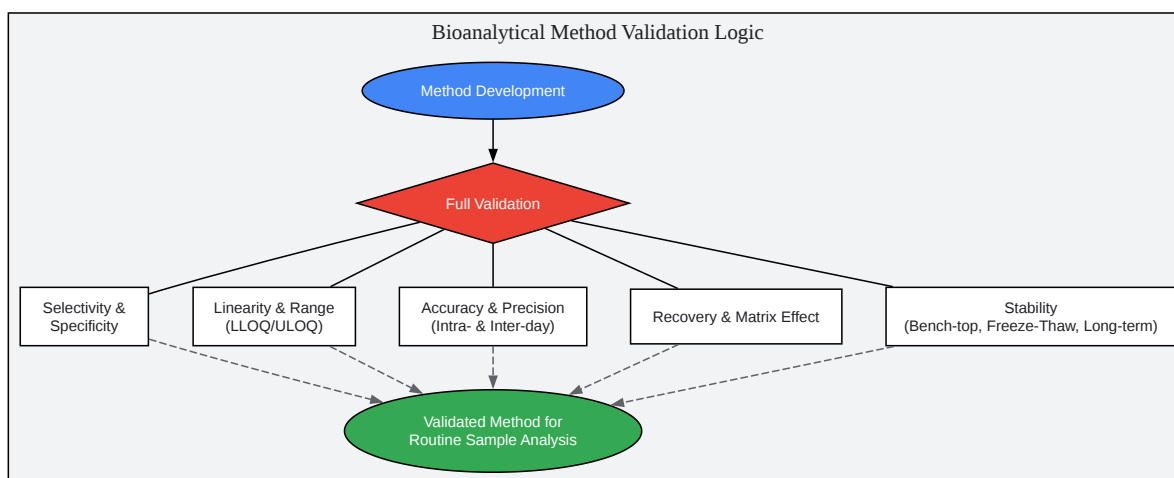 Bioanalytical Method Validation Logic
Method Development
Full Validation
Selectivity &
Specificity
Linearity & Range
(LLOQ/ULOQ)
Accuracy & Precision
(Intra- & Inter-day)
Recovery & Matrix Effect
Stability
(Bench-top, Freeze-Thaw, Long-term)
Validated Method for
Routine Sample Analysis